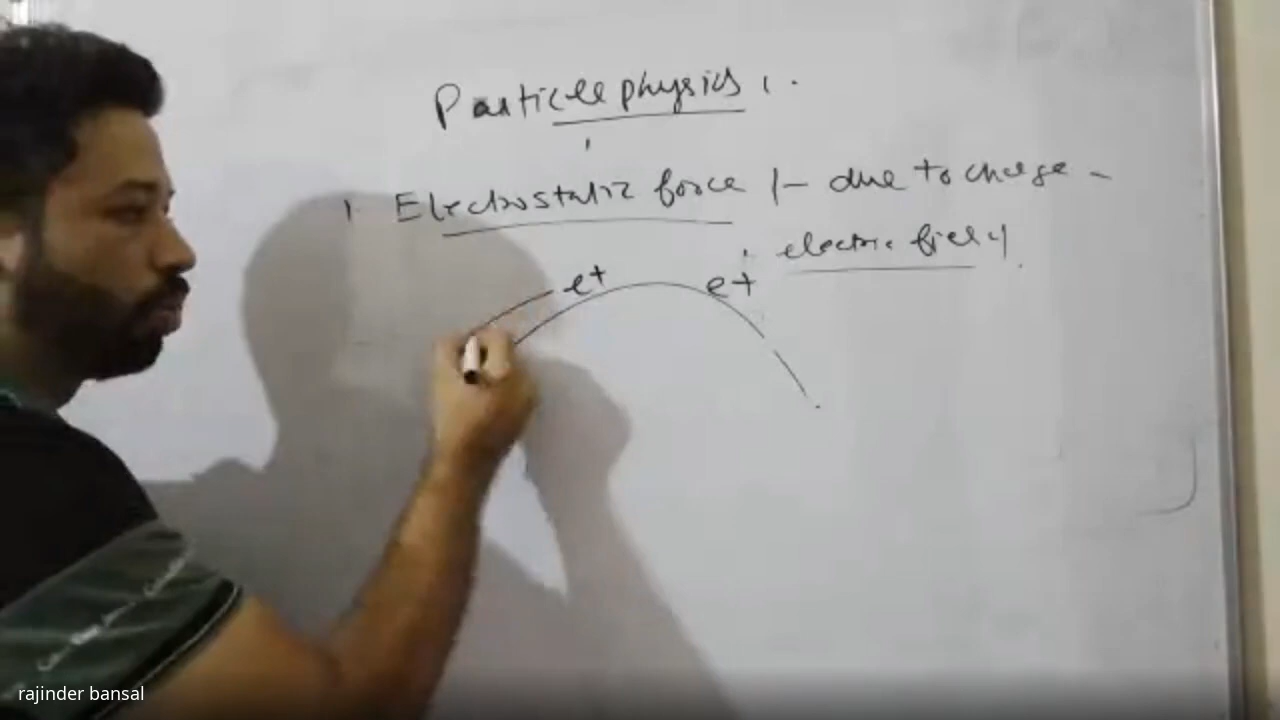 Particle physics
1. Electrostatic force :- due to charge -
electric field
e+ e+
rajinder bansal